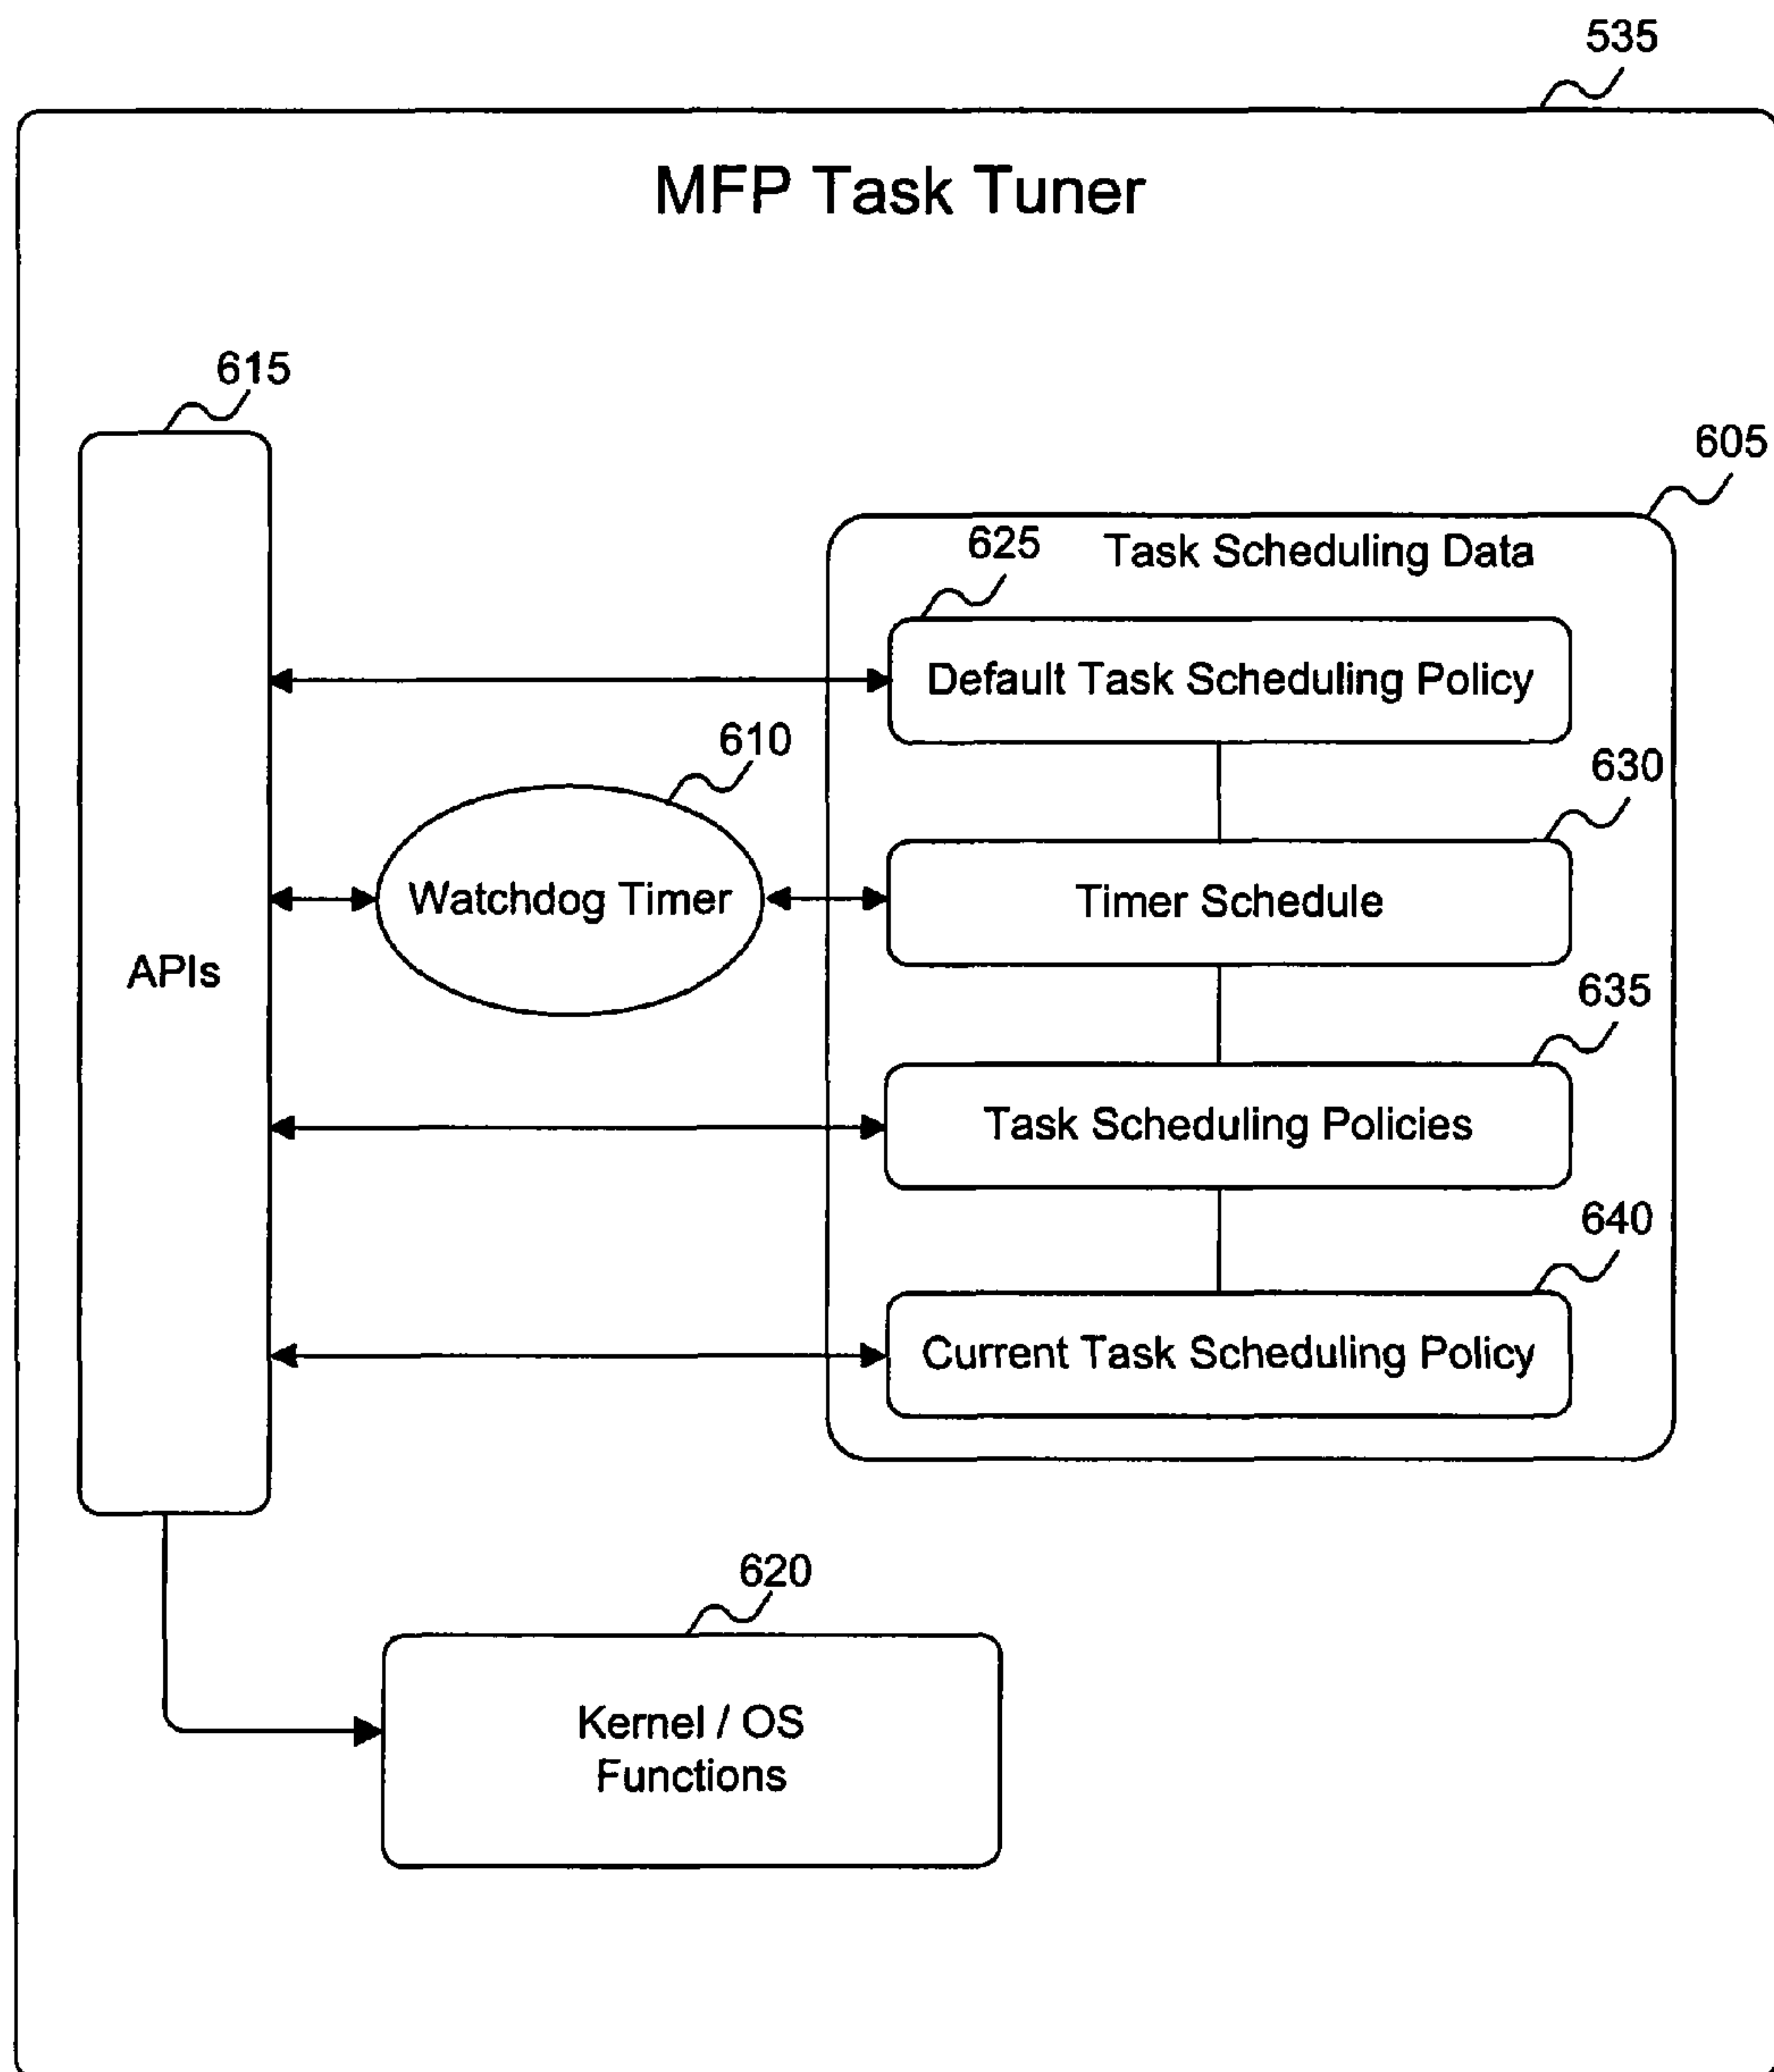 535
MFP Task Tuner
615
605
625
Task Scheduling Data
Default Task Scheduling Policy
610
630
Watchdog Timer
Timer Schedule
APIs
635
Task Scheduling Policies
640
Current Task Scheduling Policy
620
Kernel / OS
Functions